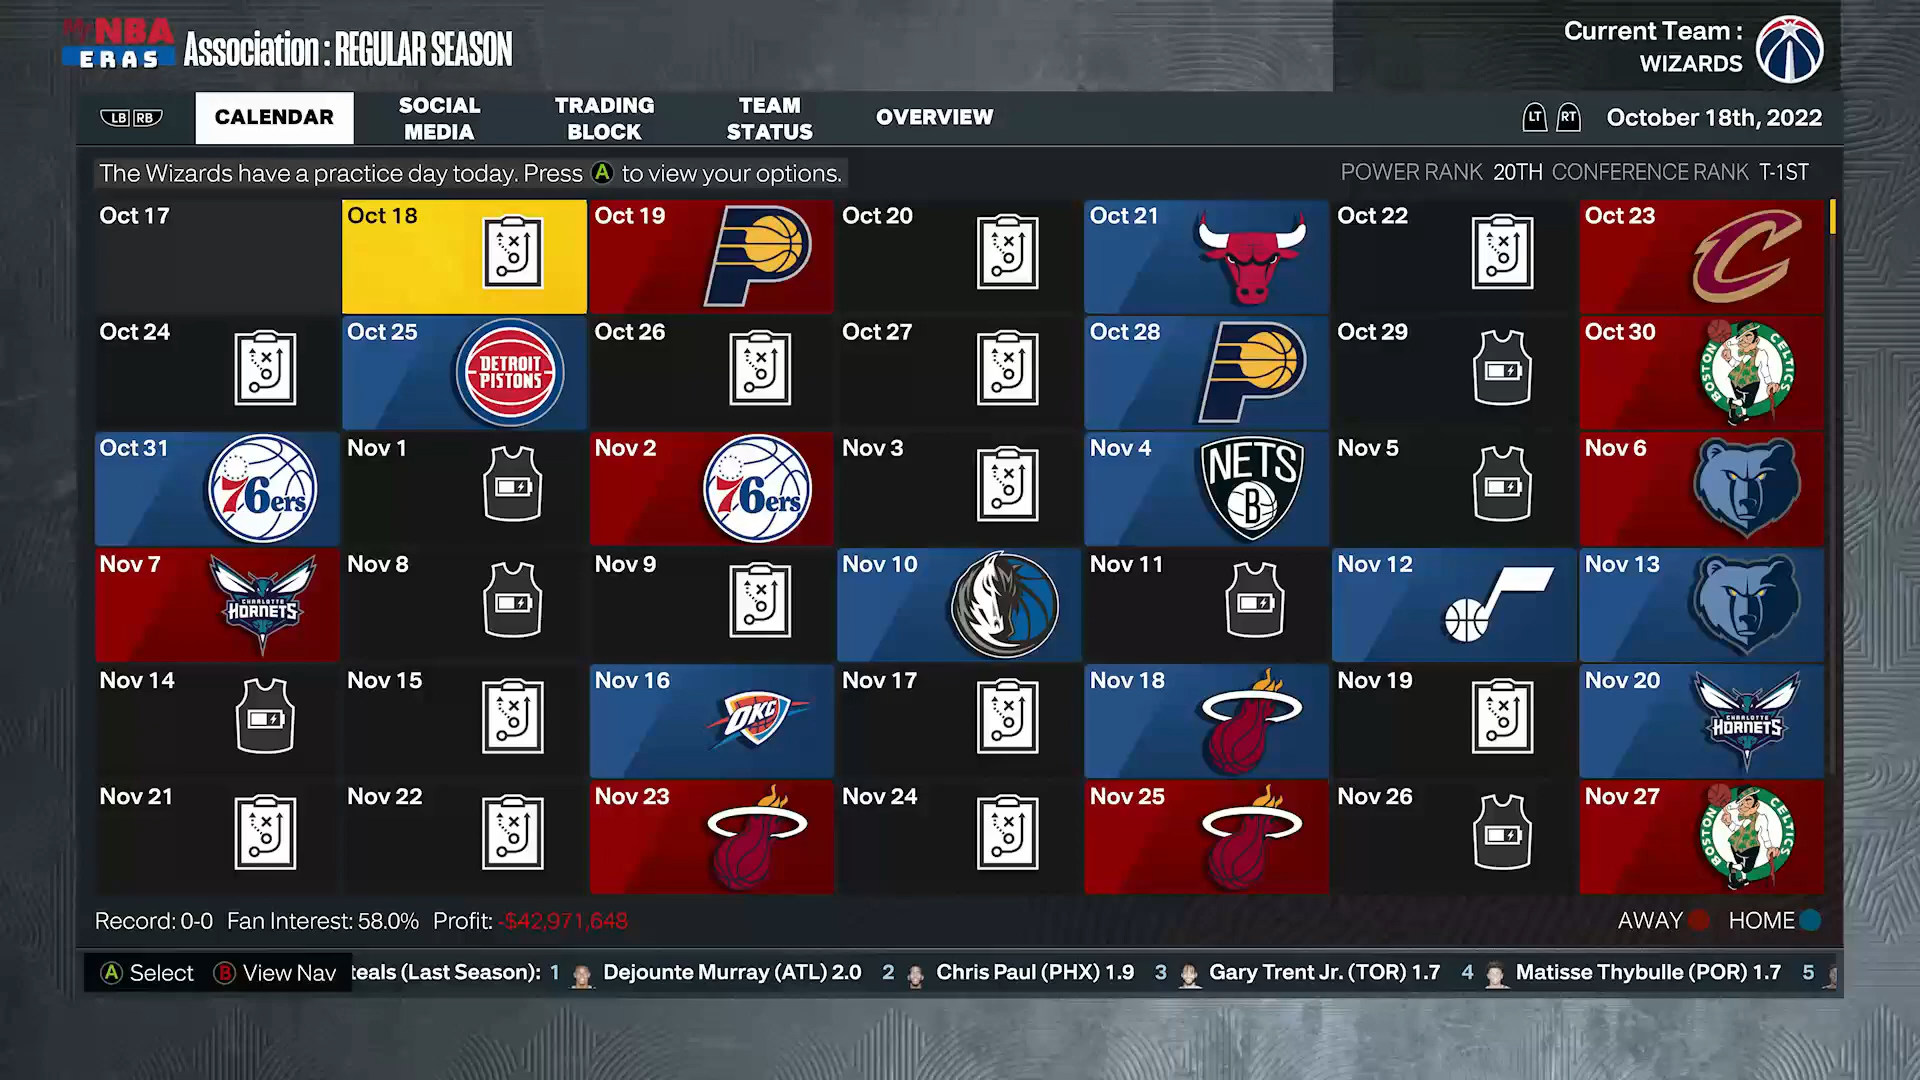 MyNBA
ERAS
Association : REGULAR SEASON
Current Team :
WIZARDS
LB RB
CALENDAR
SOCIAL
MEDIA
TRADING
BLOCK
TEAM
STATUS
OVERVIEW
LT RT
October 18th, 2022
The Wizards have a practice day today. Press A to view your options.
POWER RANK 20TH CONFERENCE RANK T-1ST
Oct 17 Oct 18 Oct 19 Oct 20 Oct 21 Oct 22 Oct 23
Oct 24 Oct 25 Oct 26 Oct 27 Oct 28 Oct 29 Oct 30
DETROIT
PISTONS
BOSTON CELTICS
Oct 31 Nov 1 Nov 2 Nov 3 Nov 4 Nov 5 Nov 6
76ers 76ers NETS
B
Nov 7 Nov 8 Nov 9 Nov 10 Nov 11 Nov 12 Nov 13
CHARLOTTE
HORNETS
Nov 14 Nov 15 Nov 16 Nov 17 Nov 18 Nov 19 Nov 20
OKC
CHARLOTTE
HORNETS
Nov 21 Nov 22 Nov 23 Nov 24 Nov 25 Nov 26 Nov 27
BOSTON CELTICS
Record: 0-0 Fan Interest: 58.0% Profit: -$42,971,648
AWAY HOME
A Select B View Nav teals (Last Season): 1 Dejounte Murray (ATL) 2.0 2 Chris Paul (PHX) 1.9 3 Gary Trent Jr. (TOR) 1.7 4 Matisse Thybulle (POR) 1.7 5